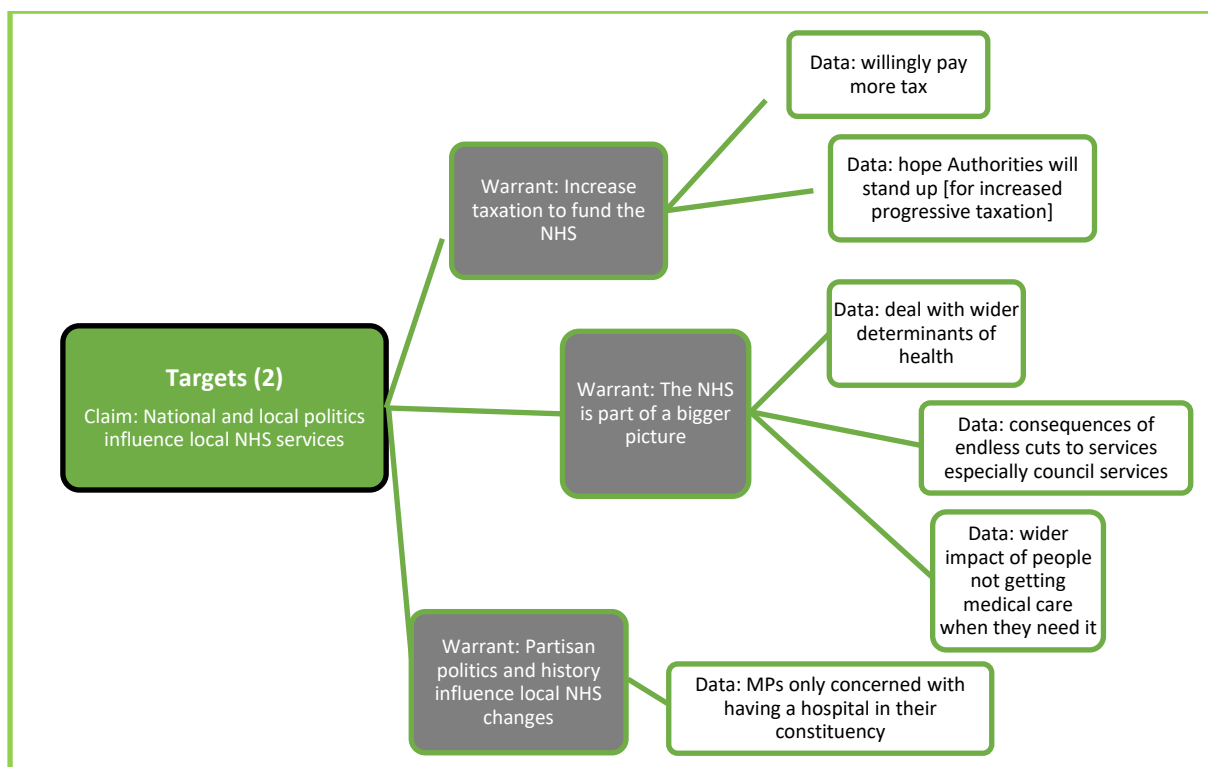 Targets (2)
Claim: National and local politics
influence local NHS services
Warrant: Increase
taxation to fund the
NHS
Data: willingly pay
more tax
Data: hope Authorities will
stand up [for increased
progressive taxation]
Warrant: The NHS
is part of a bigger
picture
Data: deal with wider
determinants of
health
Data: consequences of
endless cuts to services
especially council services
Data: wider
impact of people
not getting
medical care
when they need it
Warrant: Partisan
politics and history
influence local NHS
changes
Data: MPs only concerned with
having a hospital in their
constituency